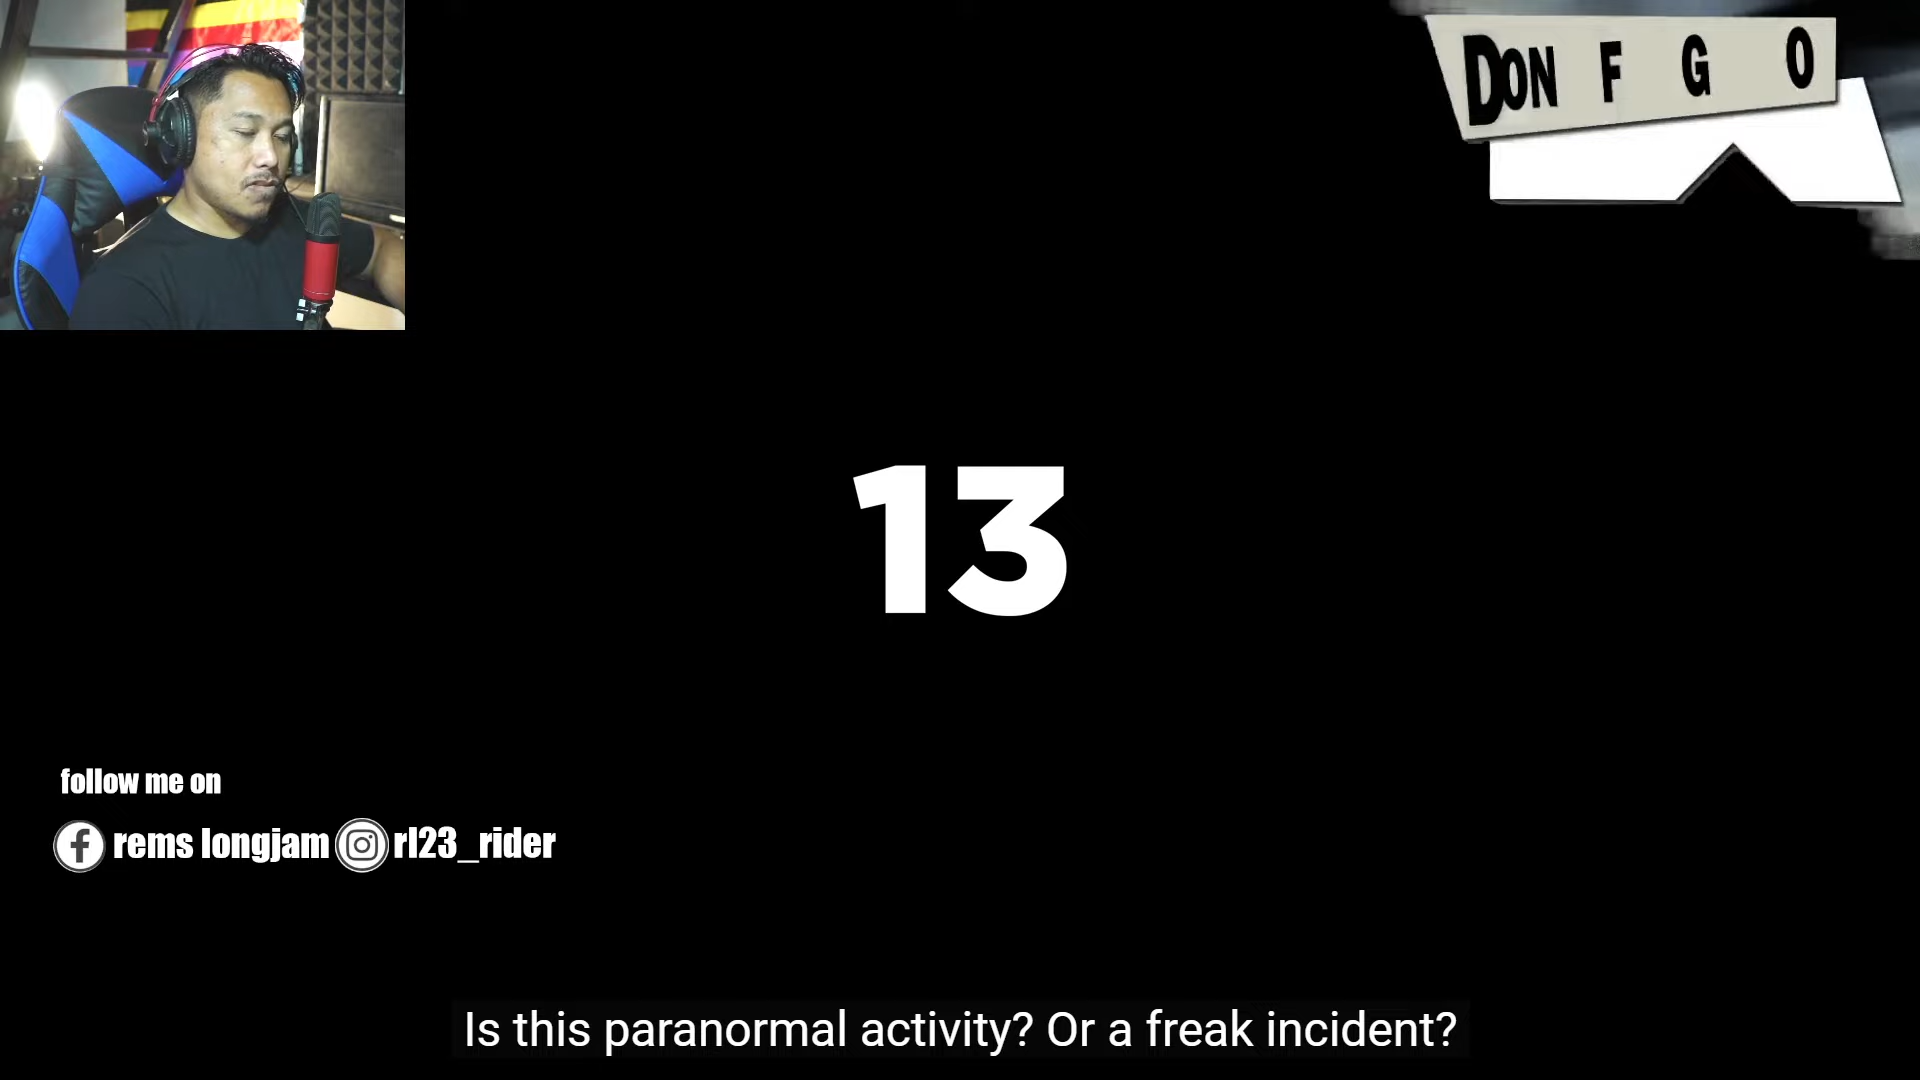 DON F G O
13
follow me on
rems longjam rl23_rider
Is this paranormal activity? Or a freak incident?